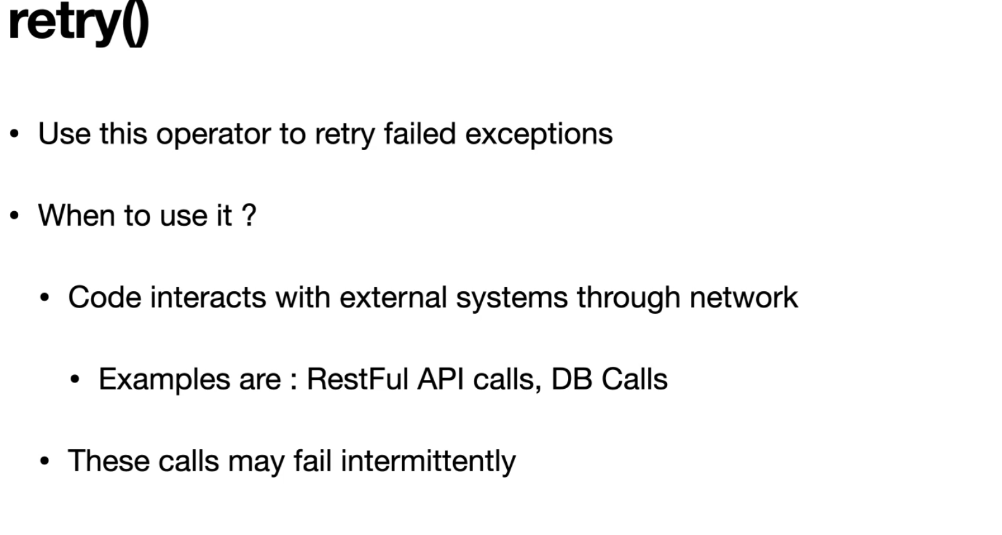 retry()
• Use this operator to retry failed exceptions
• When to use it ?
• Code interacts with external systems through network
• Examples are : RestFul API calls, DB Calls
• These calls may fail intermittently